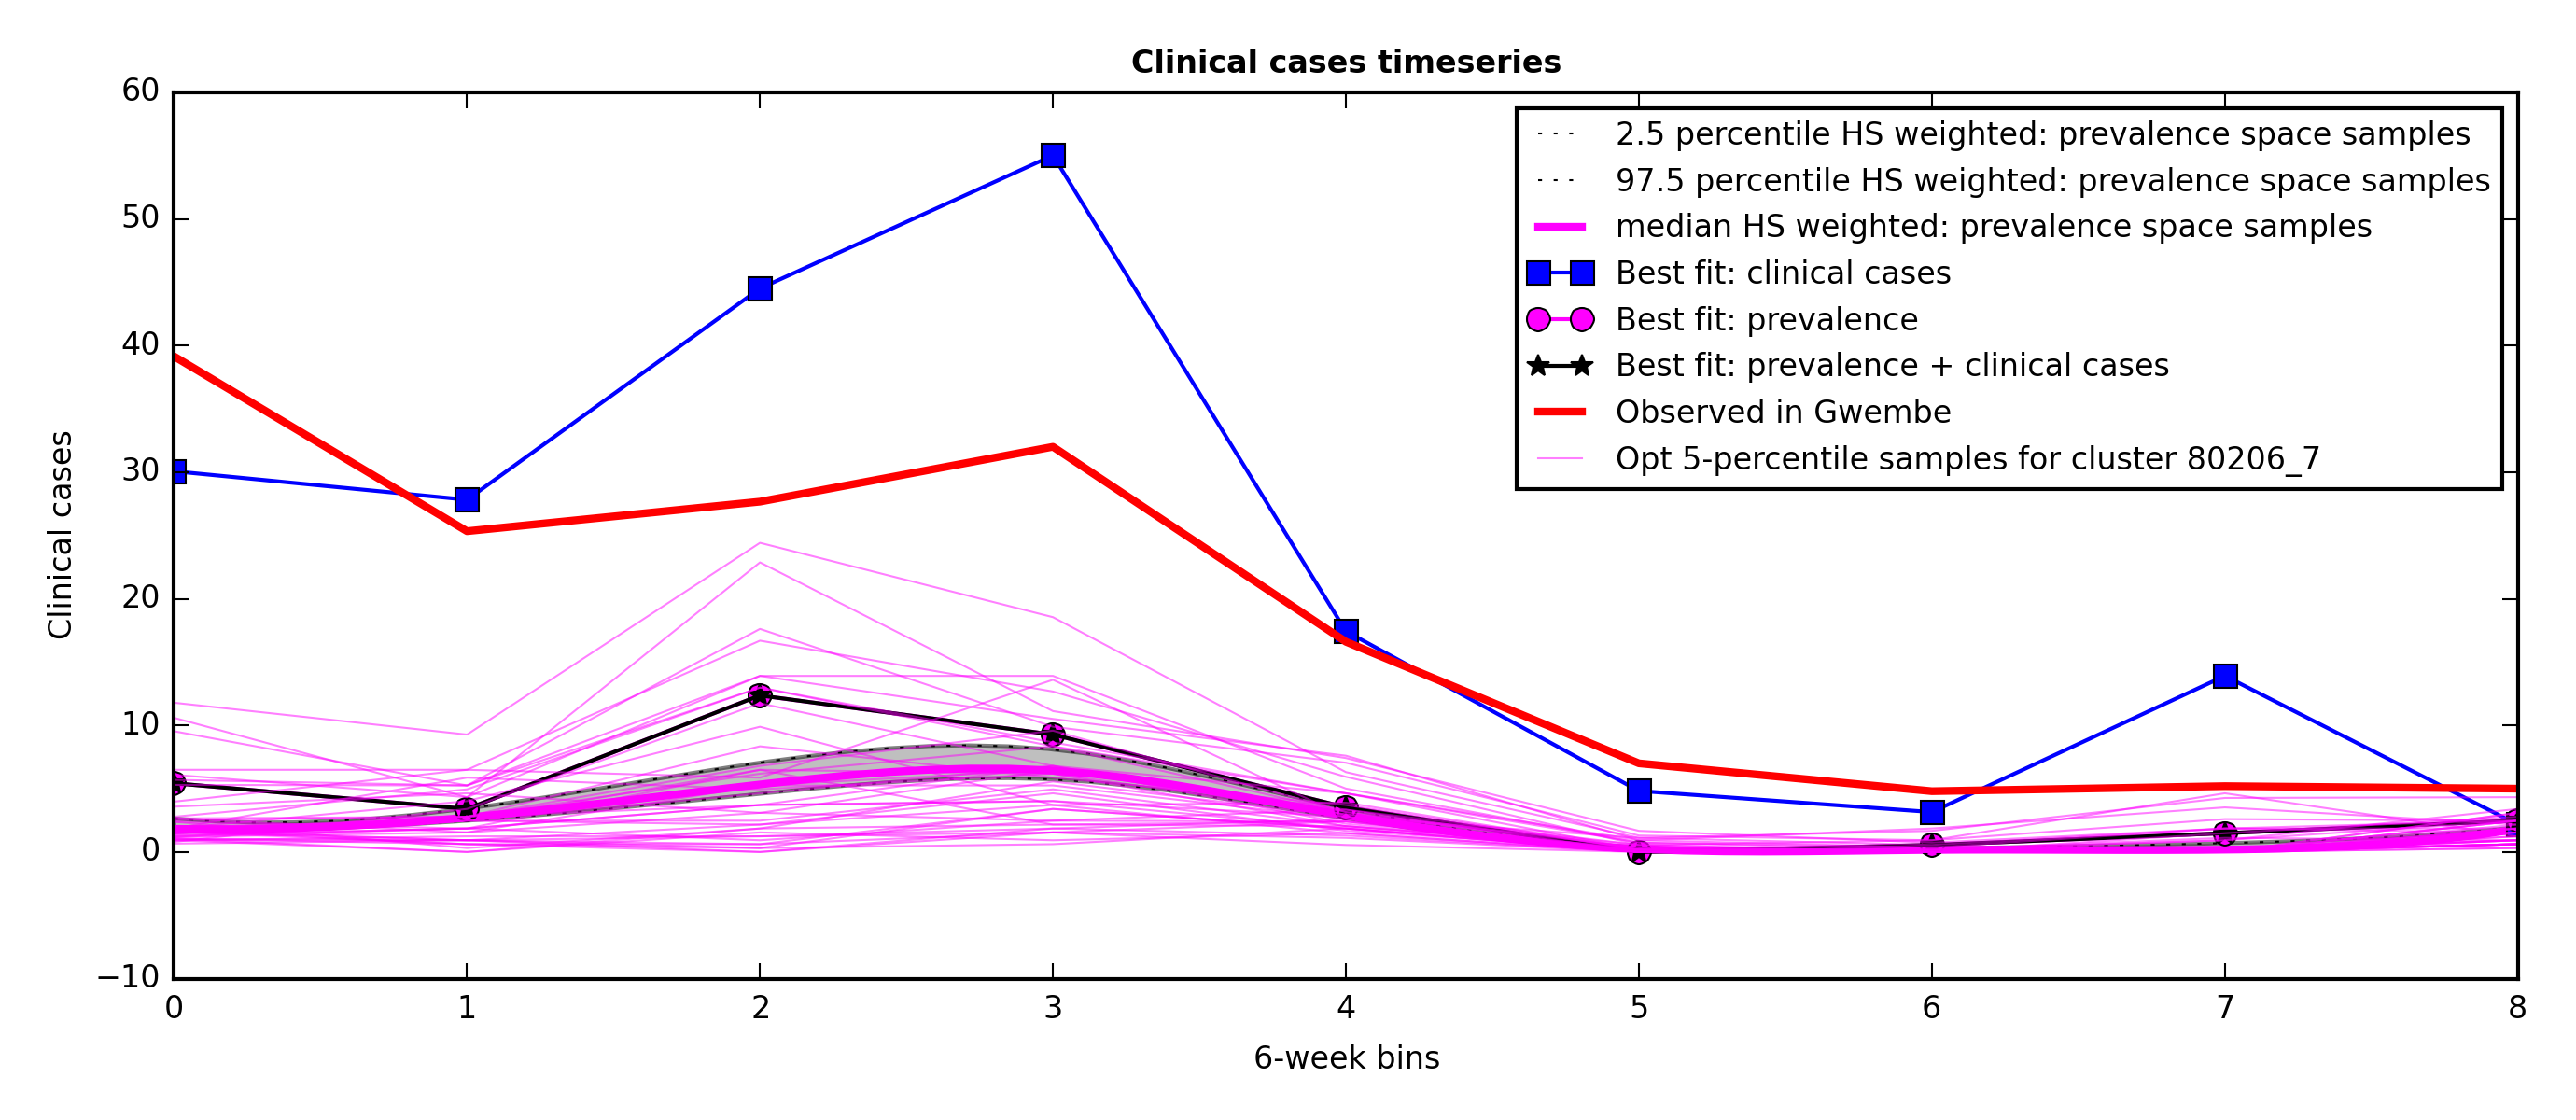 Clinical cases timeseries
60
50
40
30
20
10
0
−10
Clinical cases
2.5 percentile HS weighted: prevalence space samples
97.5 percentile HS weighted: prevalence space samples
median HS weighted: prevalence space samples
Best fit: clinical cases
Best fit: prevalence
Best fit: prevalence + clinical cases
Observed in Gwembe
Opt 5-percentile samples for cluster 80206_7
0 1 2 3 4 5 6 7 8
6-week bins